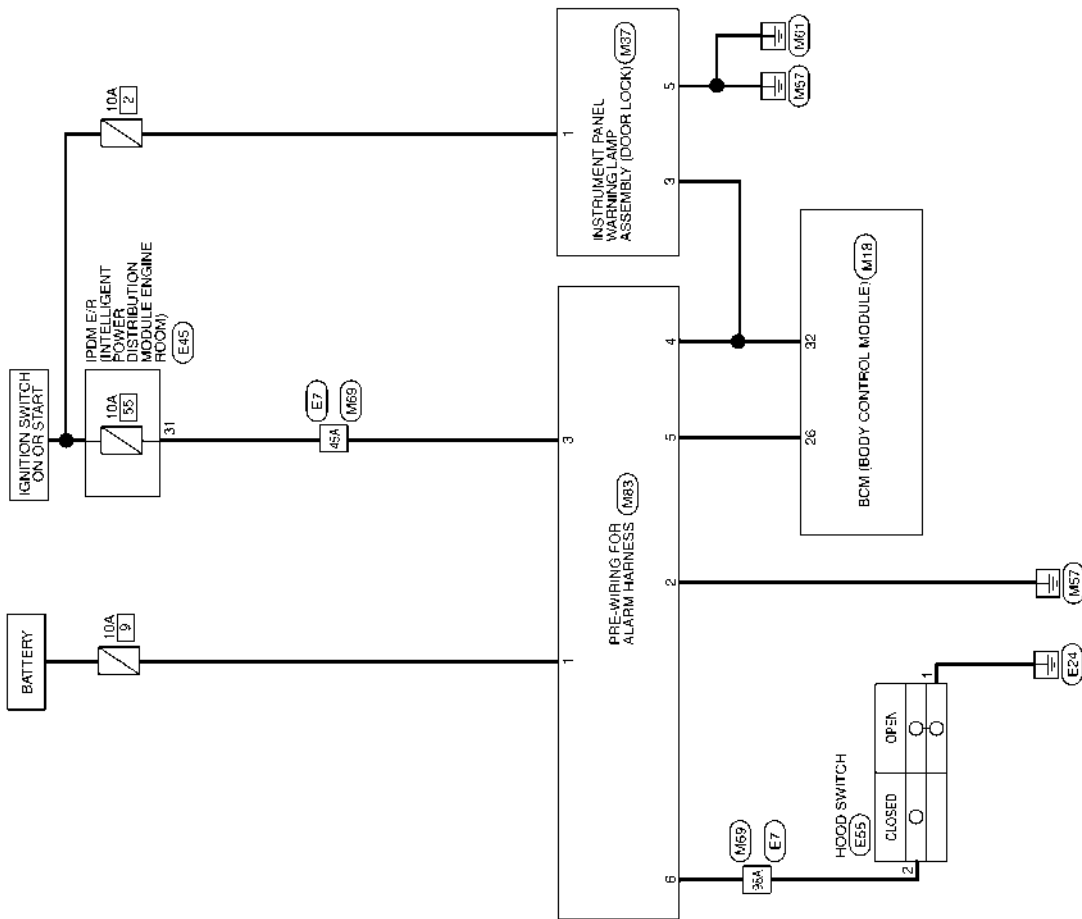 BATTERY
10A
9
IGNITION SWITCH
ON OR START
10A
55
31
IPDM E/R
(INTELLIGENT
POWER
DISTRIBUTION
MODULE ENGINE
ROOM)
E45
10A
2
45A
E7
M69
1
3
1
PRE-WIRING FOR
ALARM HARNESS
M83
INSTRUMENT PANEL
WARNING LAMP
ASSEMBLY (DOOR LOCK)
M37
6
2
5
4
3
5
M69
E7
96A
M57
M61
26
32
BCM (BODY CONTROL MODULE)
M18
HOOD SWITCH
E55
CLOSED
OPEN
2
1
E24
M57